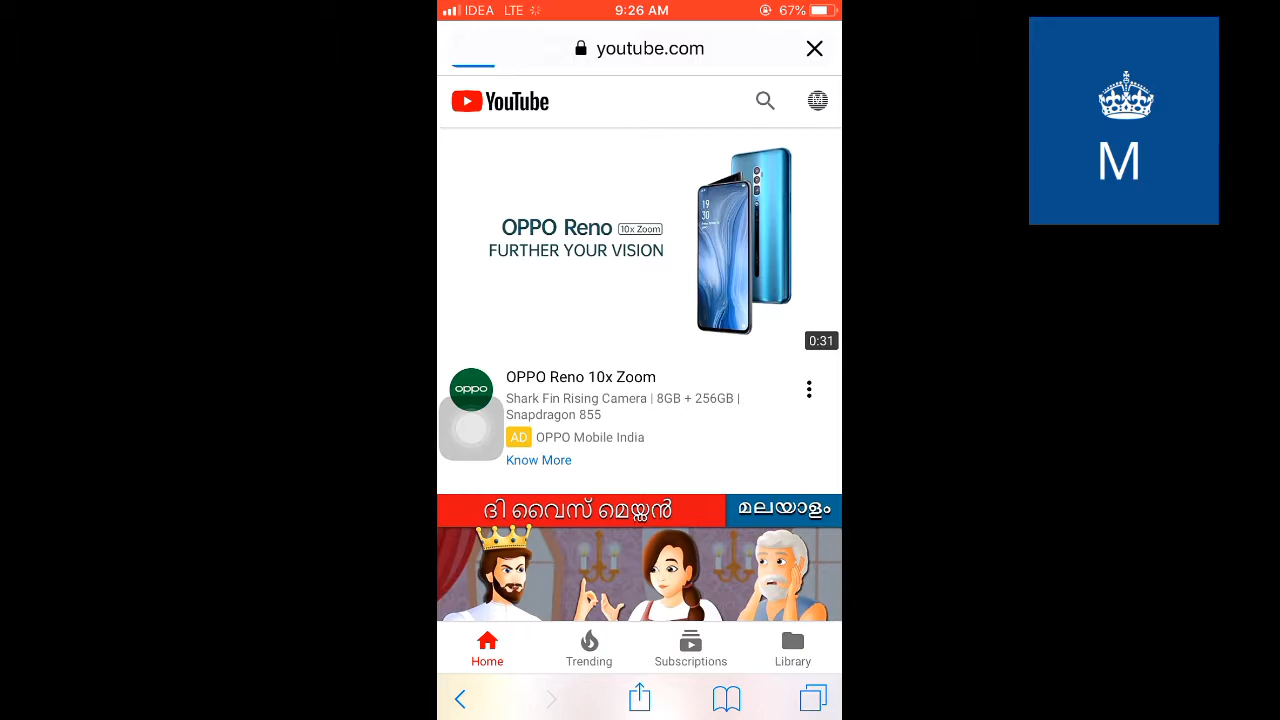 IDEA LTE 9:26 AM 67%
youtube.com
YouTube
M
19
30
OPPO Reno 10x Zoom
FURTHER YOUR VISION
0:31
oppo
OPPO Reno 10x Zoom
Shark Fin Rising Camera | 8GB + 256GB |
Snapdragon 855
AD OPPO Mobile India
Know More
ദി വൈസ് മെയ്ഡൻ മലയാളം
Home Trending Subscriptions Library